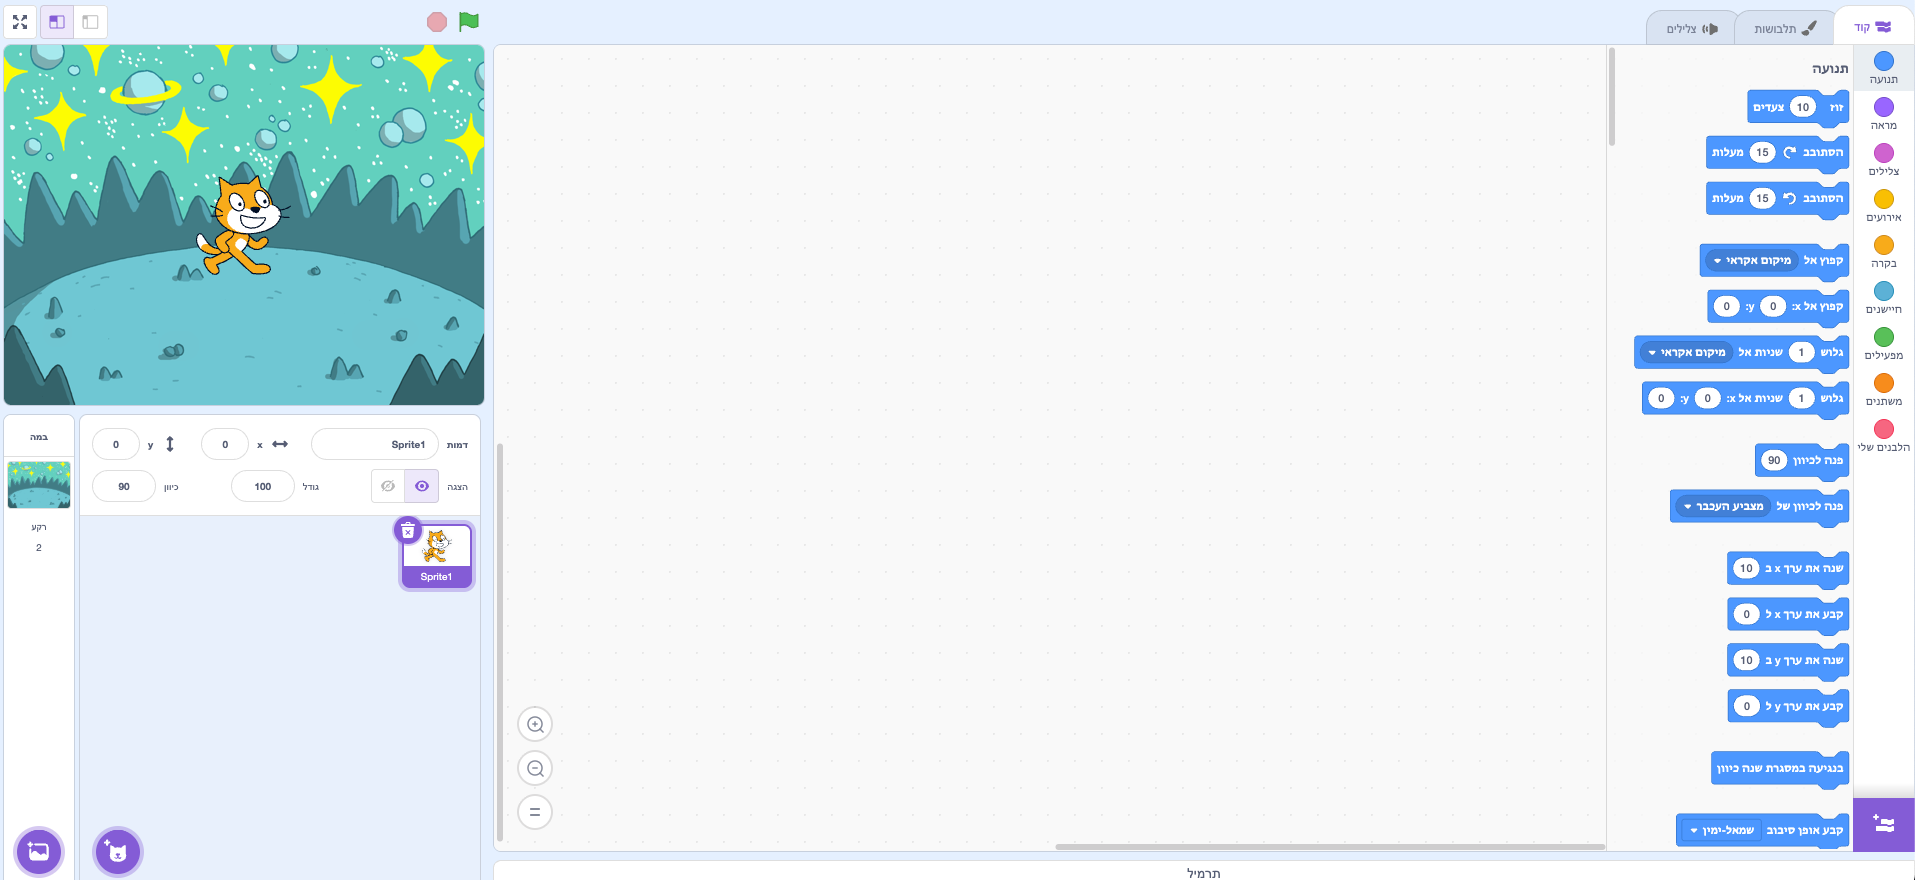 קוד
תלבושות
צלילים
תנועה
מראה
צלילים
אירועים
בקרה
חיישנים
מפעילים
משתנים
הלבנים שלי
תנועה
זוז 10 צעדים
הסתובב 15 מעלות
הסתובב 15 מעלות
קפוץ אל מיקום אקראי
קפוץ אל x: 0 y: 0
גלוש 1 שניות אל מיקום אקראי
גלוש 1 שניות אל x: 0 y: 0
פנה לכיוון 90
פנה לכיוון של מצביע העכבר
שנה את ערך x ב 10
קבע את ערך x ל 0
שנה את ערך y ב 10
קבע את ערך y ל 0
בנגיעה במסגרת שנה כיוון
קבע אופן סיבוב שמאל-ימין
תרמיל
דמות Sprite1 x 0 y 0
הצגה גודל 100 כיוון 90
Sprite1
במה
רקע
2